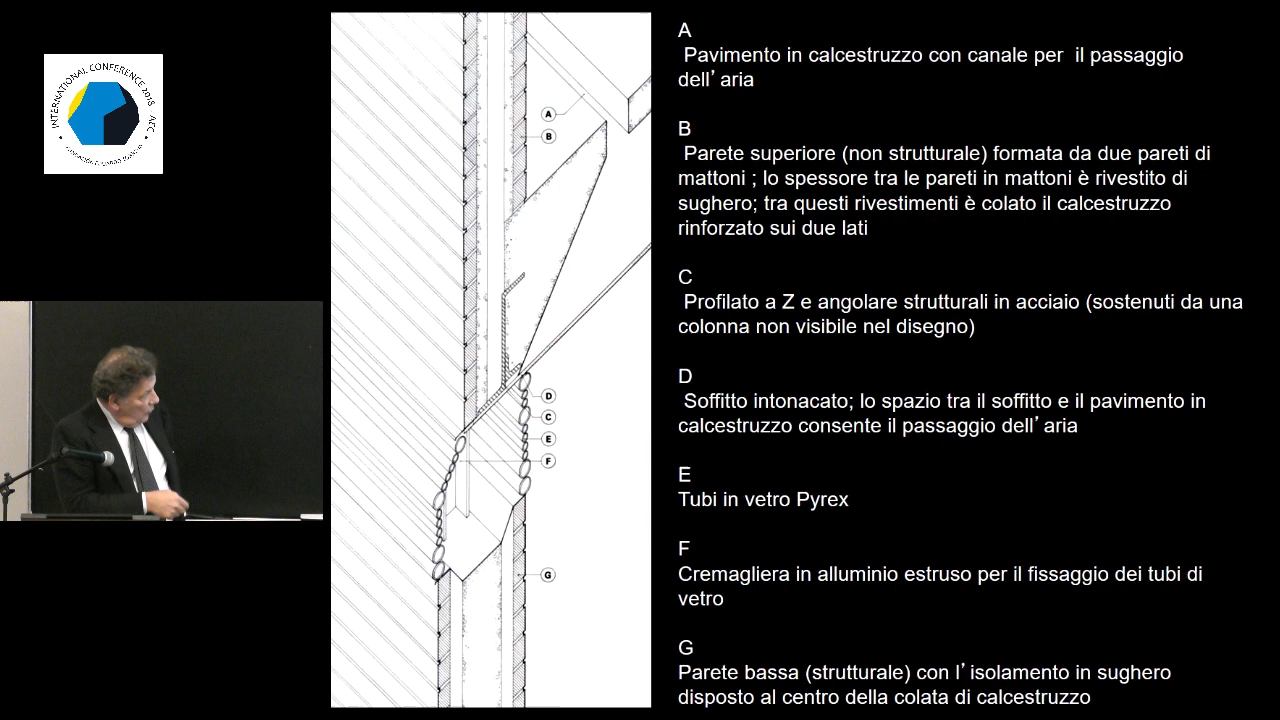 INTERNATIONAL CONFERENCE 2018 AEC
A
B
D
C
E
F
G
A
Pavimento in calcestruzzo con canale per il passaggio
dell’aria
B
Parete superiore (non strutturale) formata da due pareti di
mattoni ; lo spessore tra le pareti in mattoni è rivestito di
sughero; tra questi rivestimenti è colato il calcestruzzo
rinforzato sui due lati
C
Profilato a Z e angolare strutturali in acciaio (sostenuti da una
colonna non visibile nel disegno)
D
Soffitto intonacato; lo spazio tra il soffitto e il pavimento in
calcestruzzo consente il passaggio dell’aria
E
Tubi in vetro Pyrex
F
Cremagliera in alluminio estruso per il fissaggio dei tubi di
vetro
G
Parete bassa (strutturale) con l’isolamento in sughero
disposto al centro della colata di calcestruzzo